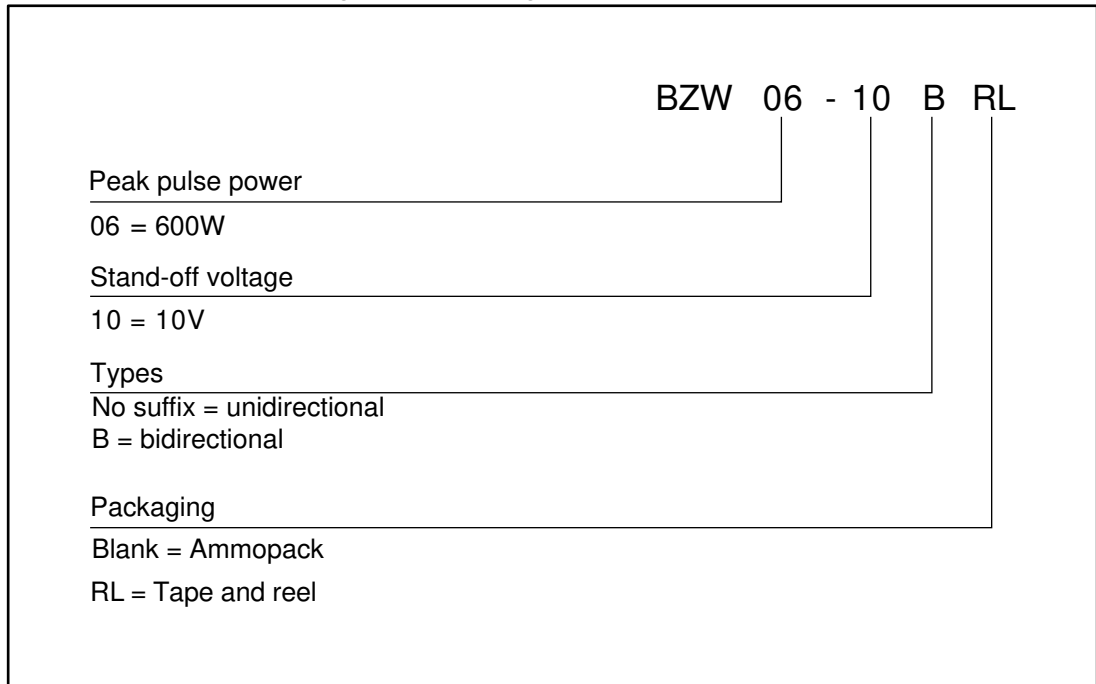 BZW 06 - 10 B RL
Peak pulse power
06 = 600W
Stand-off voltage
10 = 10V
Types
No suffix = unidirectional
B = bidirectional
Packaging
Blank = Ammopack
RL = Tape and reel